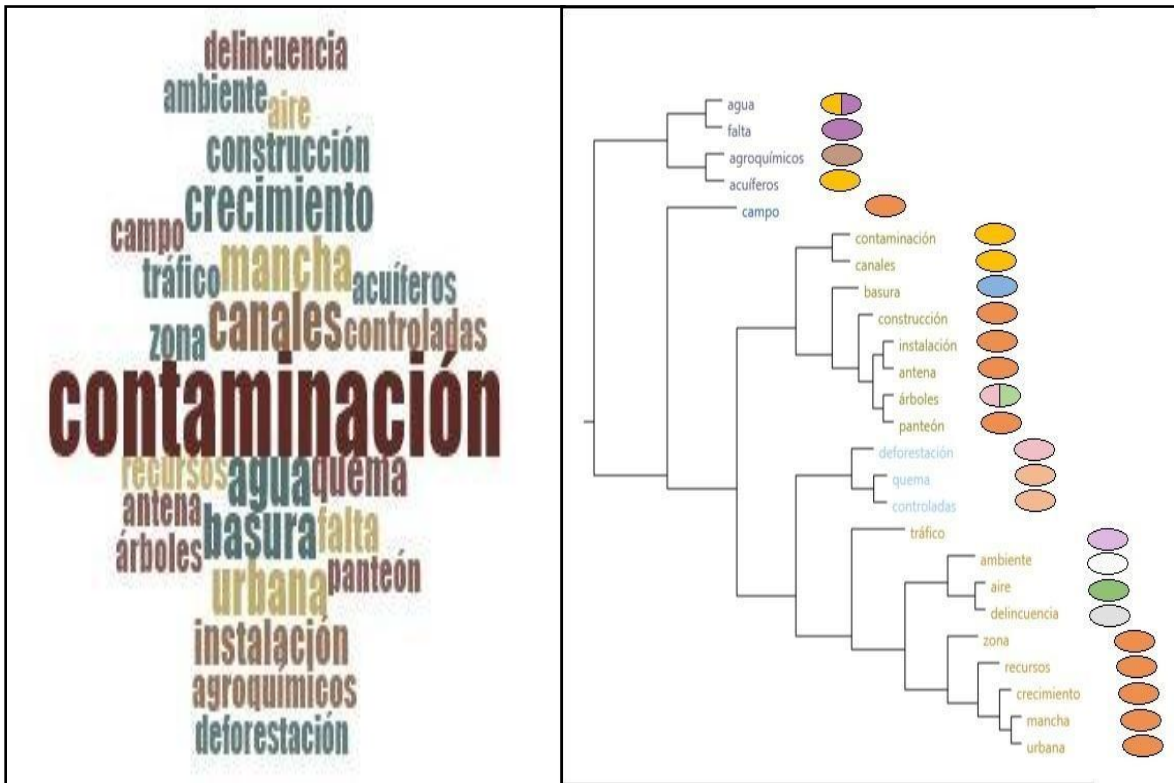 delincuencia
ambiente aire
construcción
crecimiento
campo mancha
tráfico acuíferos
zona canales controladas
contaminación
recursos agua quema
antena basura falta
árboles urbana panteón
instalación
agroquímicos
deforestación
agua
falta
agroquímicos
acuíferos
campo
contaminación
canales
basura
construcción
instalación
antena
árboles
panteón
deforestación
quema
controladas
tráfico
ambiente
aire
delincuencia
zona
recursos
crecimiento
mancha
urbana